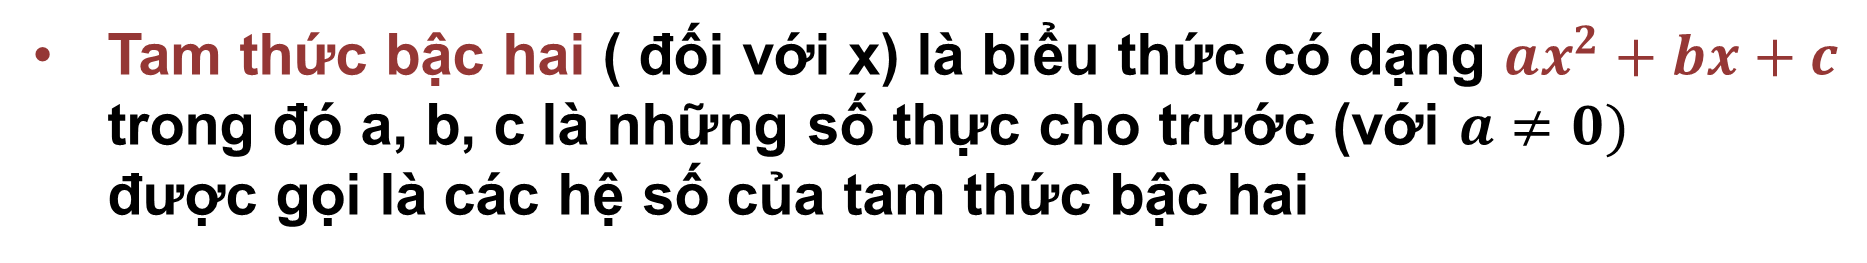 • Tam thức bậc hai ( đối với x) là biểu thức có dạng ax² + bx + c
trong đó a, b, c là những số thực cho trước (với a ≠ 0)
được gọi là các hệ số của tam thức bậc hai